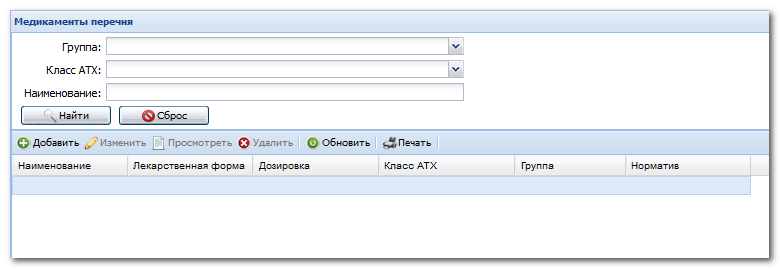 Медикаменты перечня
Группа:
Класс АТХ:
Наименование:
Найти Сброс
Добавить Изменить Просмотреть Удалить Обновить Печать
Наименование Лекарственная форма Дозировка Класс АТХ Группа Норматив